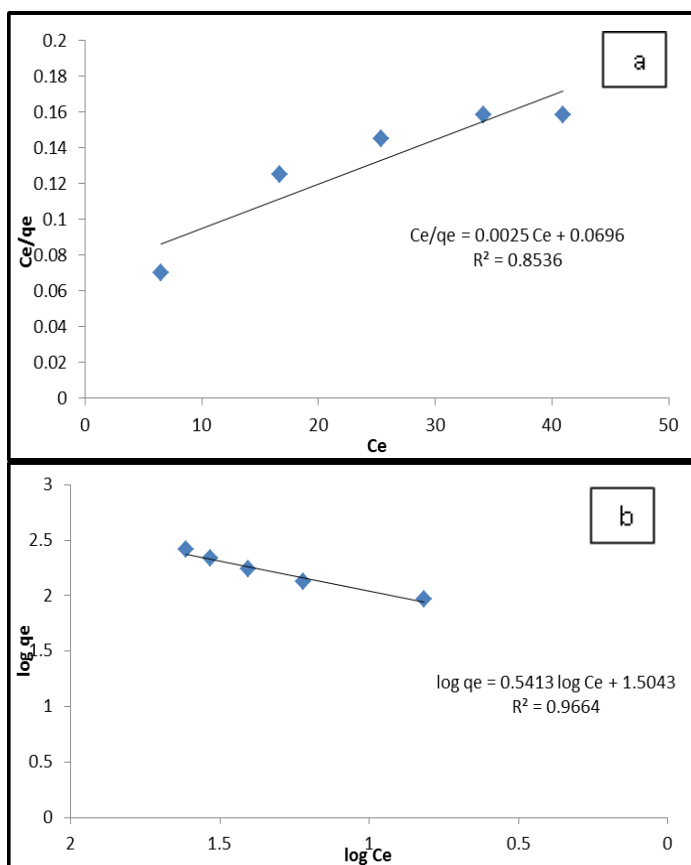 a
0.2
0.18
0.16
0.14
0.12
0.1
0.08
0.06
0.04
0.02
0
Ce/qe
Ce/qe = 0.0025 Ce + 0.0696
R² = 0.8536
0 10 20 30 40 50
Ce
b
3
2.5
2
1.5
1
0.5
0
log qe
log qe = 0.5413 log Ce + 1.5043
R² = 0.9664
2 1.5 1 0.5 0
log Ce